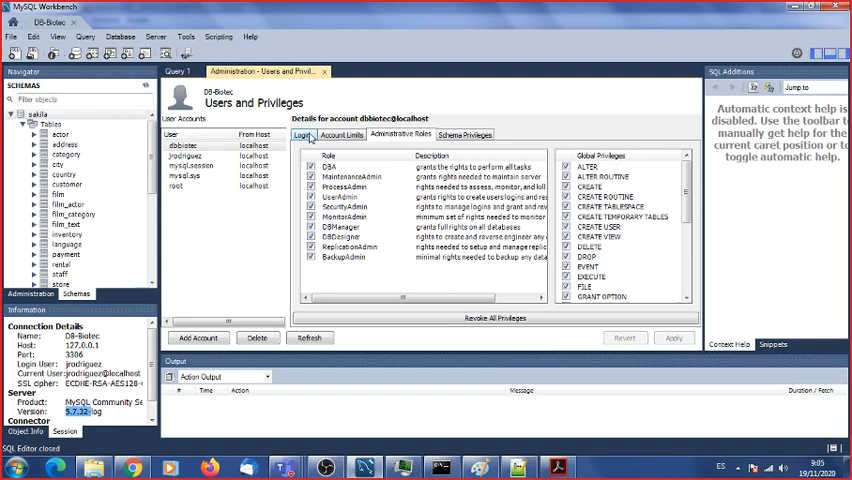 MySQL Workbench
DB-Biotec
File Edit View Query Database Server Tools Scripting Help
Navigator
SCHEMAS
Filter objects
sakila
Tables
actor
address
category
city
country
customer
film
film_actor
film_category
film_text
inventory
language
payment
rental
staff
store
Administration Schemas
Information
Connection Details
Name: DB-Biotec
Host: 127.0.0.1
Port: 3306
Login User: jrodriguez
Current User: jrodriguez@localhost
SSL cipher: ECDHE-RSA-AES128-
Server
Product: MySQL Community Se
Version: 5.7.32-log
Connector
Object Info Session
SQL Editor closed
Query 1
Administration - Users and Privil...
DB-Biotec
Users and Privileges
User Accounts
User From Host
dbbiotec localhost
jrodriguez localhost
mysql.session localhost
mysql.sys localhost
root localhost
Add Account Delete Refresh
Details for account dbbiotec@localhost
Login Account Limits Administrative Roles Schema Privileges
Role Description
DBA grants the rights to perform all tasks
MaintenanceAdmin grants rights needed to maintain server
ProcessAdmin rights needed to assess, monitor, and kill
UserAdmin grants rights to create users logins and res
SecurityAdmin rights to manage logins and grant and rev
MonitorAdmin minimum set of rights needed to monitor
DBManager grants full rights on all databases
DBDesigner rights to create and reverse engineer any
ReplicationAdmin rights needed to setup and manage replic
BackupAdmin minimal rights needed to backup any data
Global Privileges
ALTER
ALTER ROUTINE
CREATE
CREATE ROUTINE
CREATE TABLESPACE
CREATE TEMPORARY TABLES
CREATE USER
CREATE VIEW
DELETE
DROP
EVENT
EXECUTE
FILE
GRANT OPTION
Revoke All Privileges
Revert Apply
Output
Action Output
# Time Action Message Duration / Fetch
SQL Additions
Jump to
Automatic context help is
disabled. Use the toolbar to
manually get help for the
current caret position or to
toggle automatic help.
Context Help Snippets
ES
9:05
19/11/2020